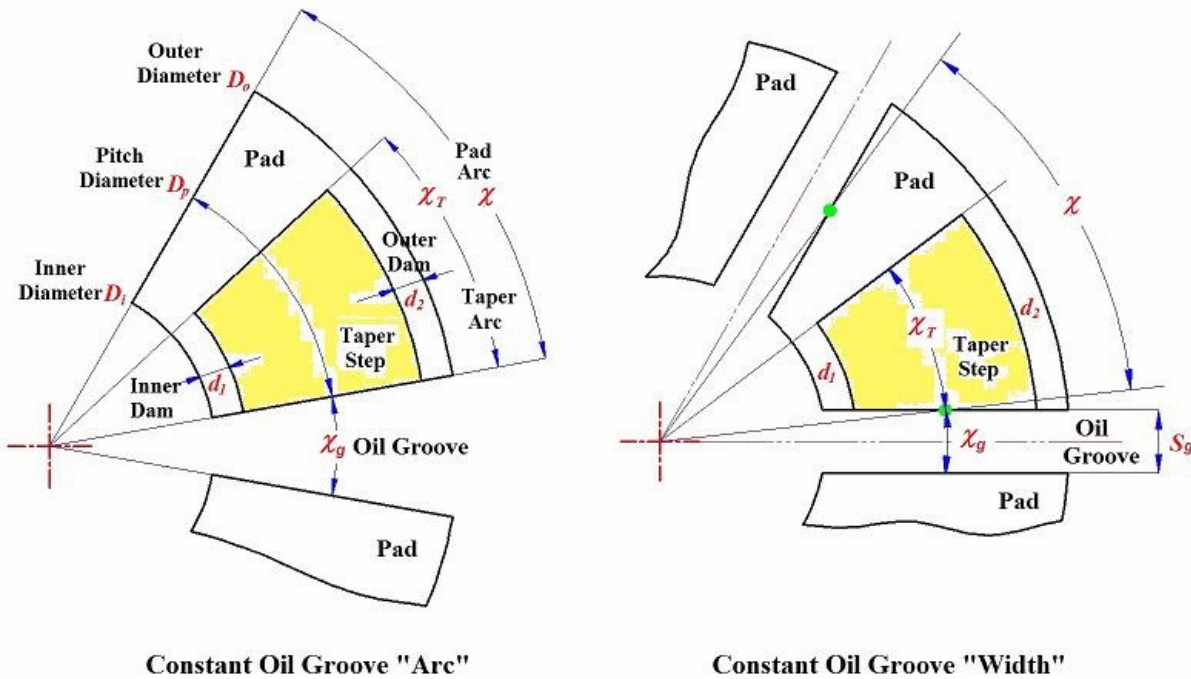 Outer
Diameter Do
Pitch
Diameter Dp
Inner
Diameter Di
Pad
Pad
Arc
χ
χT
Outer
Dam
d2
Taper
Arc
Taper
Step
d1
Inner
Dam
χg Oil Groove
Pad
Constant Oil Groove "Arc"
Pad
Pad
χ
χT
d2
Taper
Step
d1
χg
Oil
Groove
Sg
Pad
Constant Oil Groove "Width"